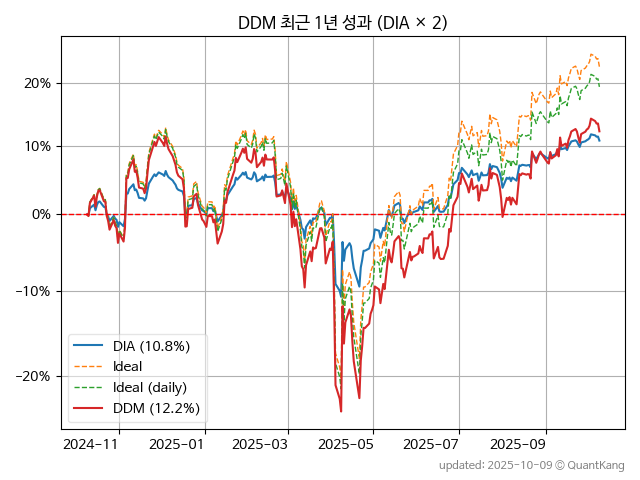 DDM 최근 1년 성과 (DIA × 2)
20%
10%
0%
−10%
−20%
DIA (10.8%)
Ideal
Ideal (daily)
DDM (12.2%)
2024-11
2025-01
2025-03
2025-05
2025-07
2025-09
updated: 2025-10-09 © QuantKang